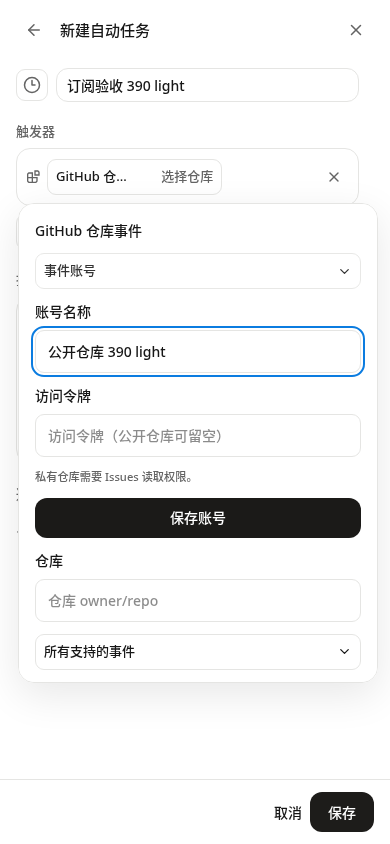 新建自动任务
订阅验收 390 light
触发器
GitHub 仓... 选择仓库
GitHub 仓库事件
事件账号
账号名称
公开仓库 390 light
访问令牌
访问令牌（公开仓库可留空）
私有仓库需要 Issues 读取权限。
保存账号
仓库
仓库 owner/repo
所有支持的事件
取消 保存